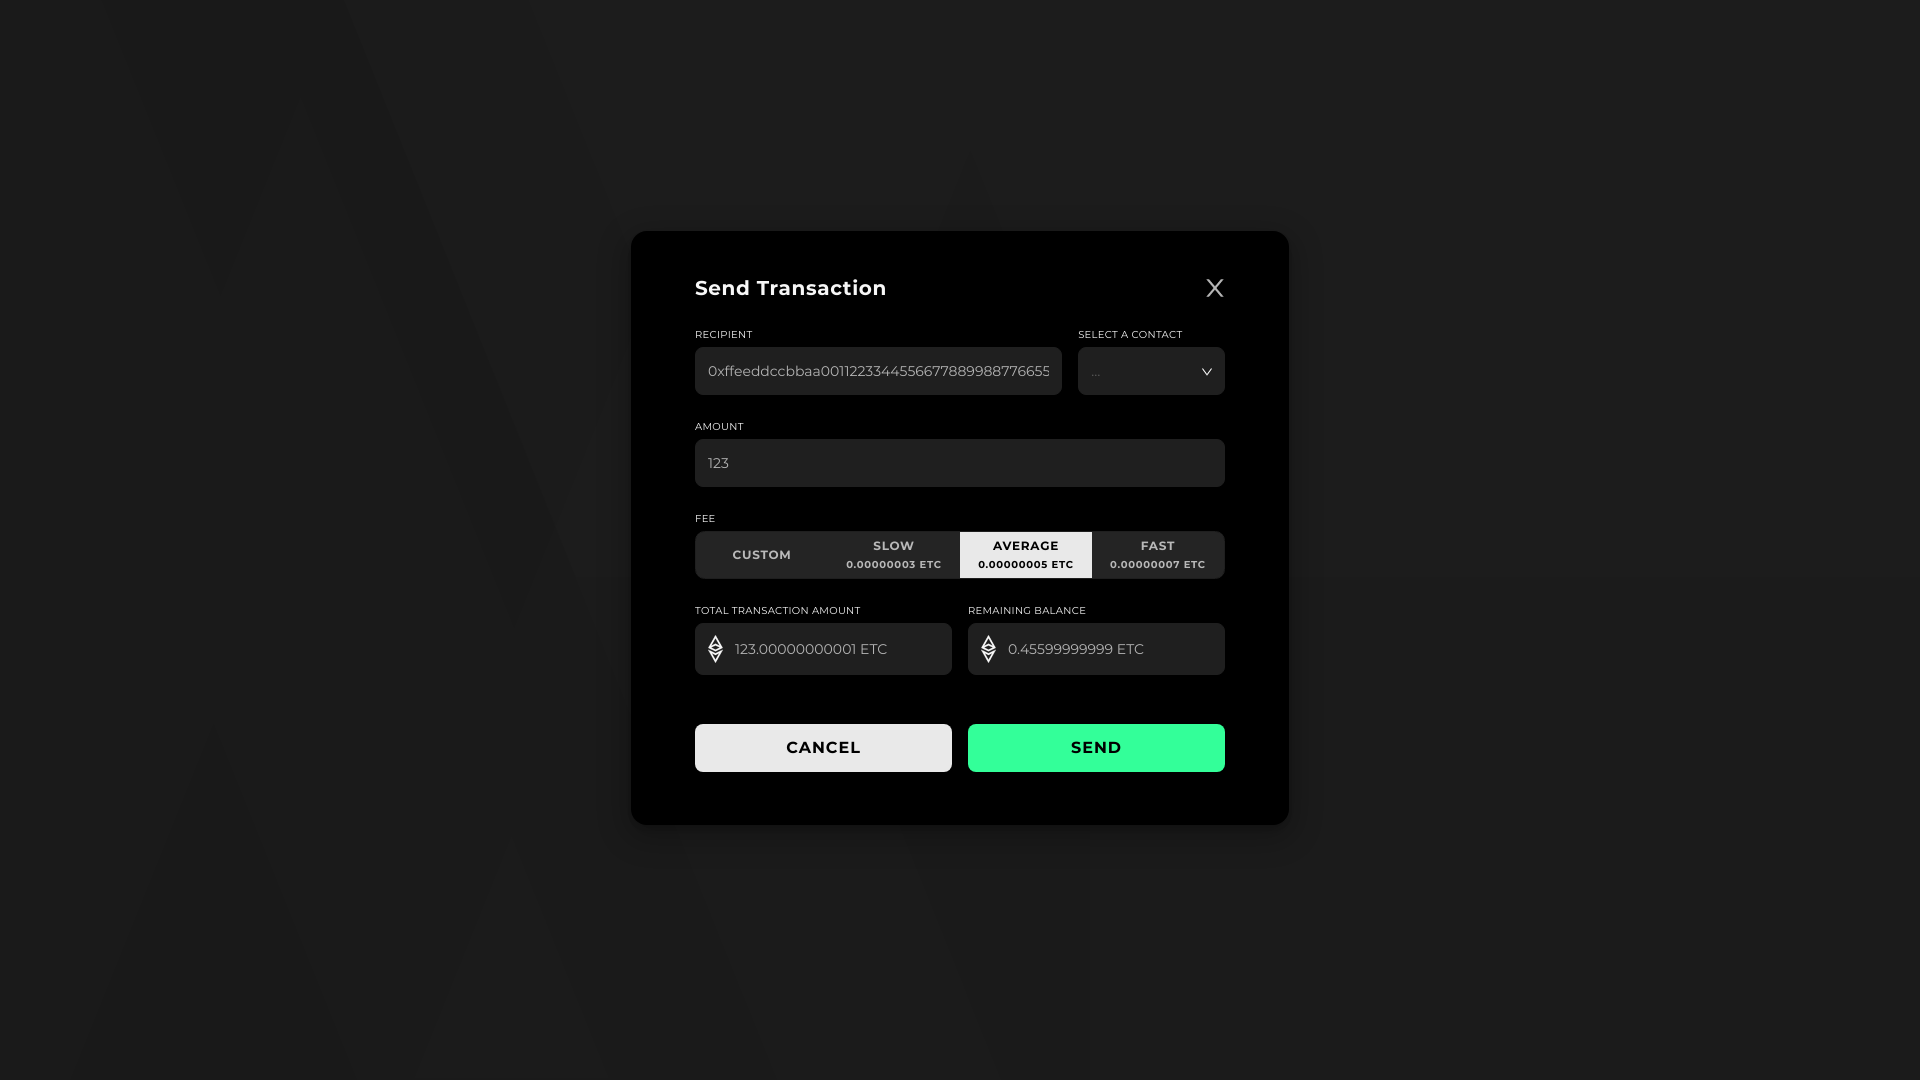 Send Transaction
X
RECIPIENT
SELECT A CONTACT
0xffeeddccbbaa00112233445566778899887766 55
...
AMOUNT
123
FEE
CUSTOM
SLOW
0.00000003 ETC
AVERAGE
0.00000005 ETC
FAST
0.00000007 ETC
TOTAL TRANSACTION AMOUNT
REMAINING BALANCE
123.00000000001 ETC
0.45599999999 ETC
CANCEL
SEND